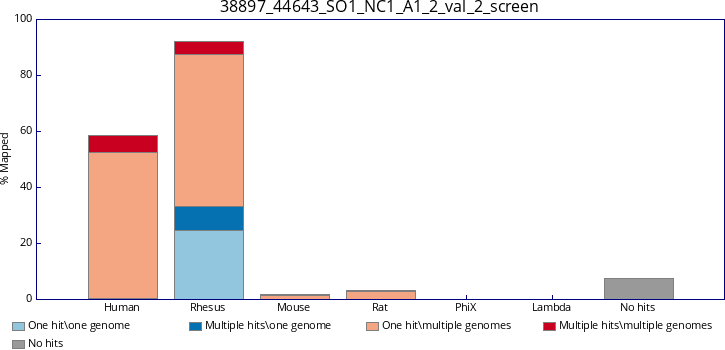 38897_44643_SO1_NC1_A1_2_val_2_screen
100
80
60
40
20
0
% Mapped
Human Rhesus Mouse Rat PhiX Lambda No hits
One hit\one genome Multiple hits\one genome One hit\multiple genomes Multiple hits\multiple genomes
No hits